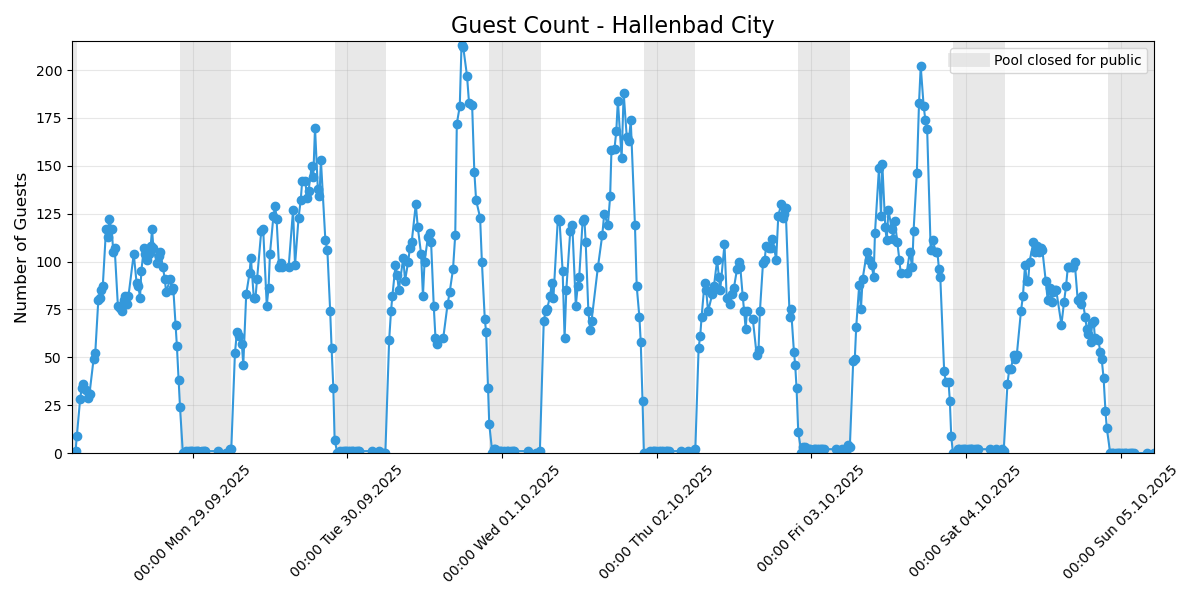 Guest Count - Hallenbad City
Pool closed for public
Number of Guests
200
175
150
125
100
75
50
25
0
00:00 Mon 29.09.2025
00:00 Tue 30.09.2025
00:00 Wed 01.10.2025
00:00 Thu 02.10.2025
00:00 Fri 03.10.2025
00:00 Sat 04.10.2025
00:00 Sun 05.10.2025